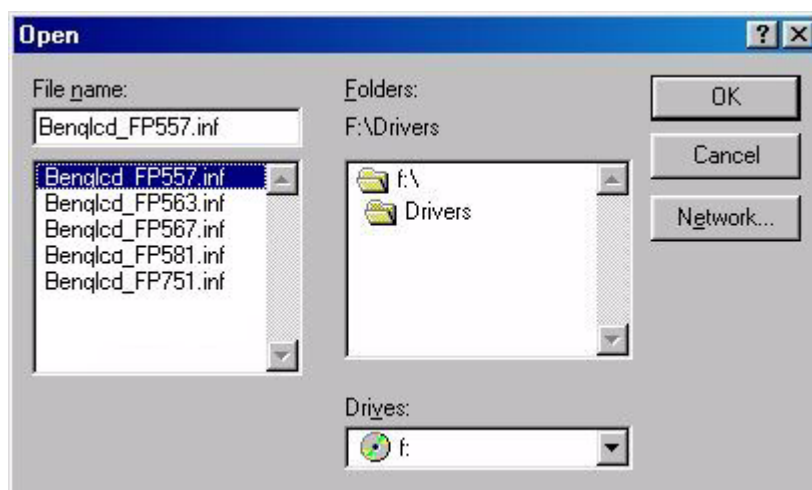 Open
File name:
Benqlcd_FP557.inf
Benqlcd_FP557.inf
Benqlcd_FP563.inf
Benqlcd_FP567.inf
Benqlcd_FP581.inf
Benqlcd_FP751.inf
Folders:
F:\Drivers
f:\
Drivers
Drives:
f:
OK
Cancel
Network...